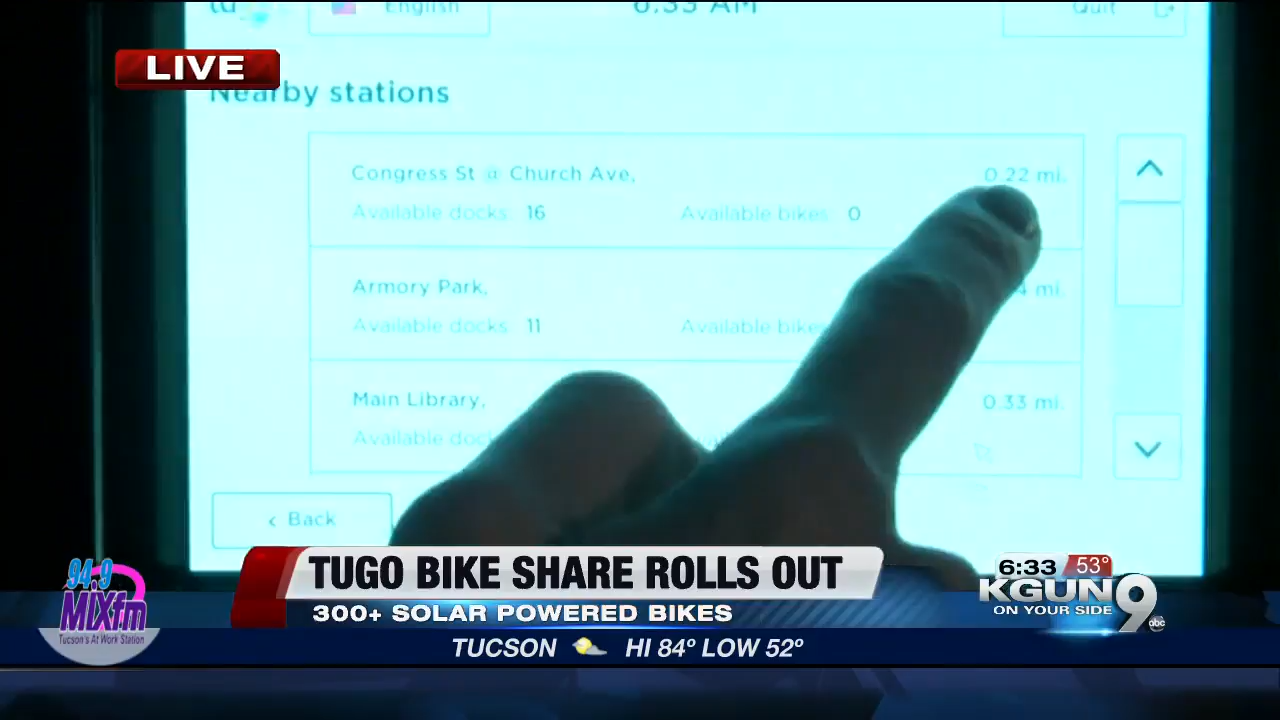 English
6:33 AM
Quit
LIVE
Nearby stations
Congress St @ Church Ave,
0.22 mi.
Available docks: 16
Available bikes: 0
Armory Park,
mi.
Available docks: 11
Available
Main Library,
0.33 mi.
Available
‹ Back
TUGO BIKE SHARE ROLLS OUT
300+ SOLAR POWERED BIKES
94.9
MIXfm
Tucson's At Work Station
6:33 53°
KGUN 9
ON YOUR SIDE
abc
TUCSON HI 84° LOW 52°